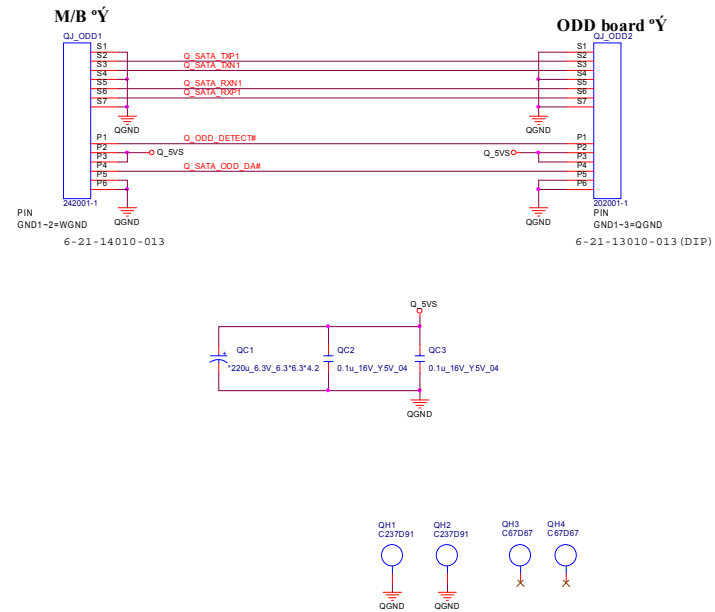 M/B °Ý
ODD board °Ý
QJ_ODD1
QJ_ODD2
S1
S2
S3
S4
S5
S6
S7
Q_SATA_TXP1
Q_SATA_TXN1
Q_SATA_RXN1
Q_SATA_RXP1
S1
S2
S3
S4
S5
S6
S7
QGND
QGND
P1
P2
P3
P4
P5
P6
Q_ODD_DETECT#
Q_5VS
Q_SATA_ODD_DA#
Q_5VS
P1
P2
P3
P4
P5
P6
242001-1
202001-1
PIN
GND1~2=WGND
QGND
QGND
PIN
GND1~3=QGND
6-21-14010-013
6-21-13010-013(DIP)
Q_5VS
QC1
*220u_6.3V_6.3*6.3*4.2
QC2
0.1u_16V_Y5V_04
QC3
0.1u_16V_Y5V_04
QGND
QH1
C237D91
QH2
C237D91
QH3
C67D67
QH4
C67D67
QGND
QGND